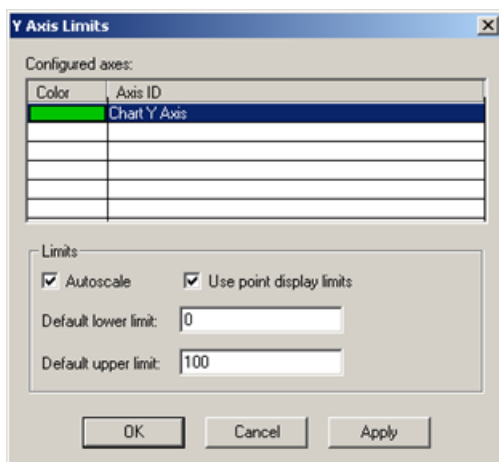 Y Axis Limits
Configured axes:
Color Axis ID
Chart Y Axis
Limits
Autoscale Use point display limits
Default lower limit: 0
Default upper limit: 100
OK Cancel Apply